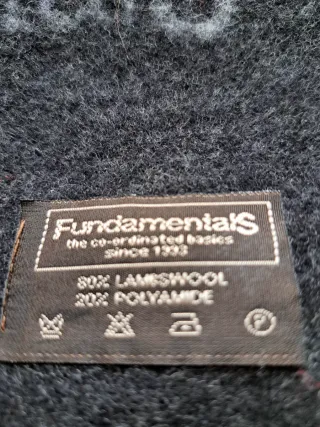 FundamentalS
the co-ordinated basics
since 1993
80% LAMBSWOOL
20% POLYAMIDE
P